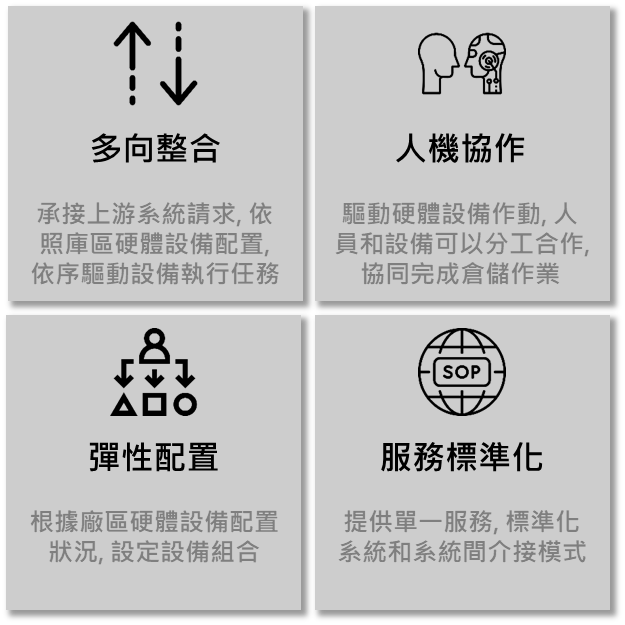 多向整合
承接上游系統請求, 依
照庫區硬體設備配置,
依序驅動設備執行任務
人機協作
驅動硬體設備作動, 人
員和設備可以分工合作,
協同完成倉儲作業
彈性配置
根據廠區硬體設備配置
狀況, 設定設備組合
SOP
服務標準化
提供單一服務, 標準化
系統和系統間介接模式